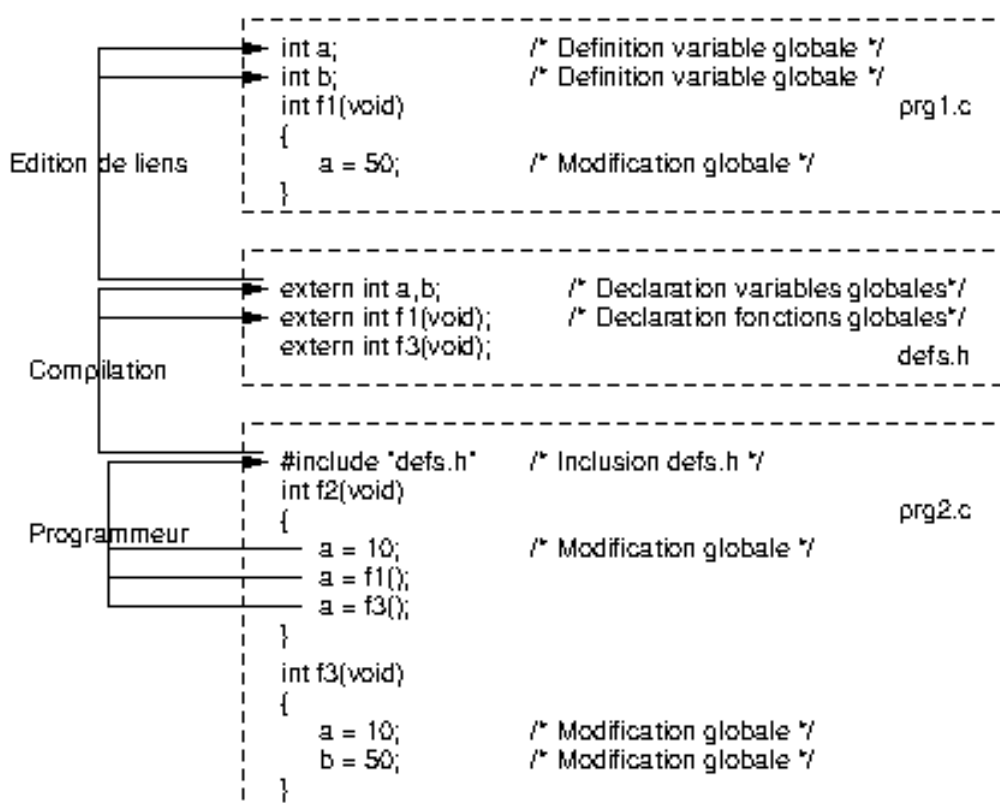 int a; /* Definition variable globale */
int b; /* Definition variable globale */
int f1(void)
prg1.c
{
Edition de liens
a = 50; /* Modification globale */
}
extern int a,b; /* Declaration variables globales*/
extern int f1(void); /* Declaration fonctions globales*/
extern int f3(void);
defs.h
Compilation
#include "defs.h" /* Inclusion defs.h */
int f2(void)
prg2.c
{
Programmeur
a = 10; /* Modification globale */
a = f1();
a = f3();
}
int f3(void)
{
a = 10; /* Modification globale */
b = 50; /* Modification globale */
}